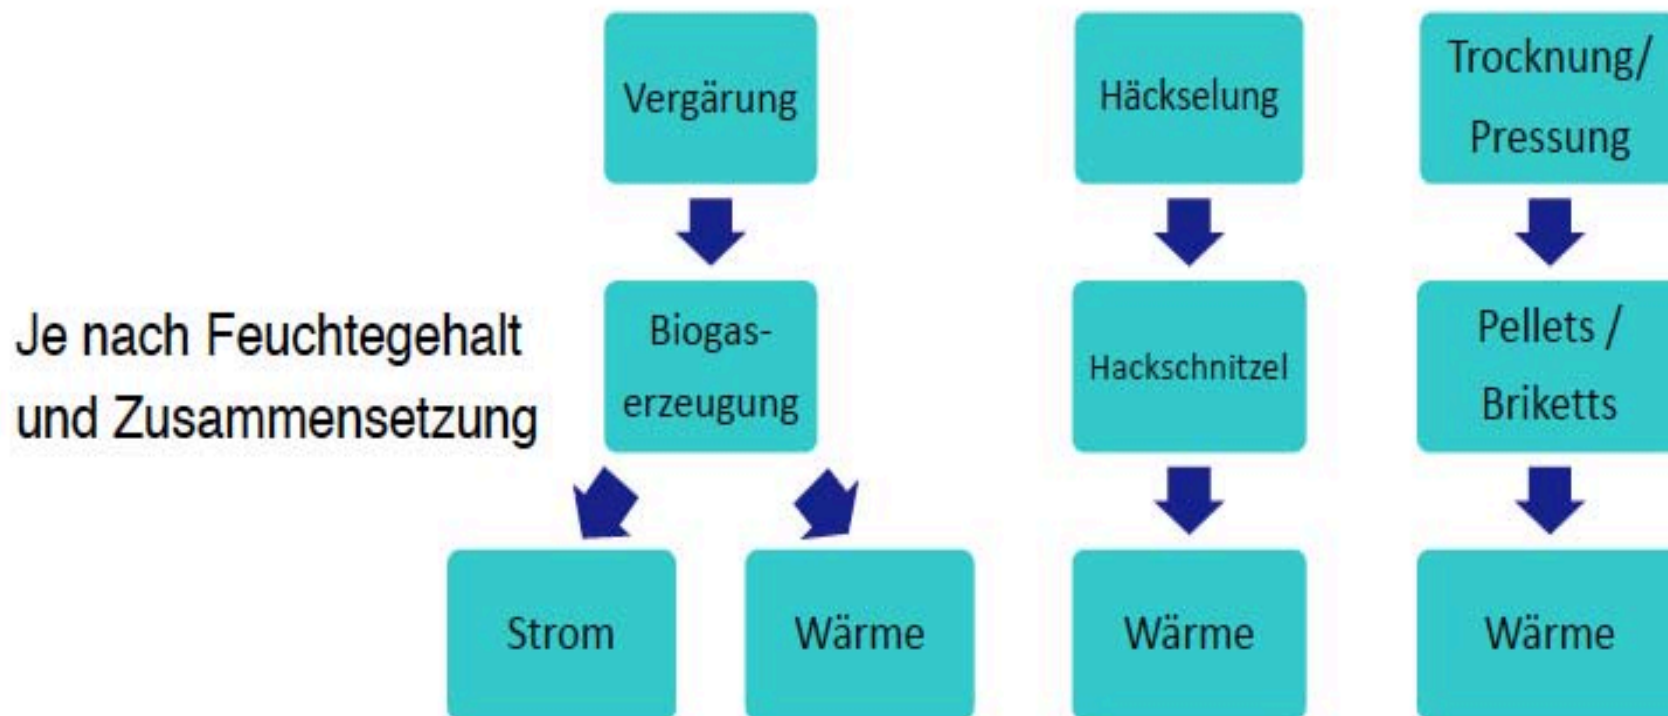 Vergärung
Häckselung
Trocknung/
Pressung
Je nach Feuchtegehalt
und Zusammensetzung
Biogas-
erzeugung
Hackschnitzel
Pellets /
Briketts
Strom
Wärme
Wärme
Wärme